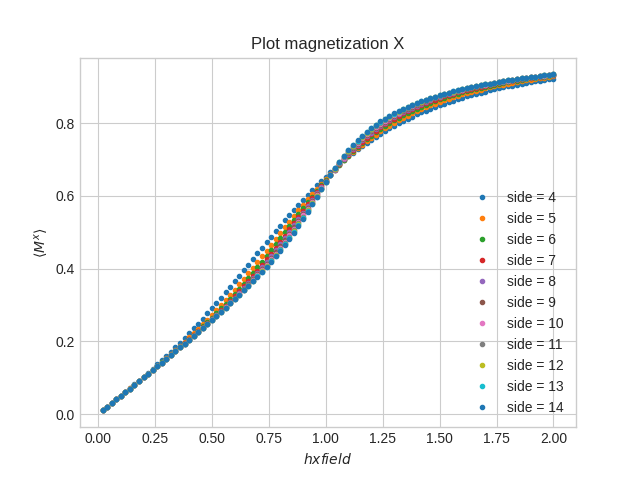 Plot magnetization X
⟨Mˣ⟩
0.8
0.6
0.4
0.2
0.0
side = 4
side = 5
side = 6
side = 7
side = 8
side = 9
side = 10
side = 11
side = 12
side = 13
side = 14
0.00 0.25 0.50 0.75 1.00 1.25 1.50 1.75 2.00
hxfield